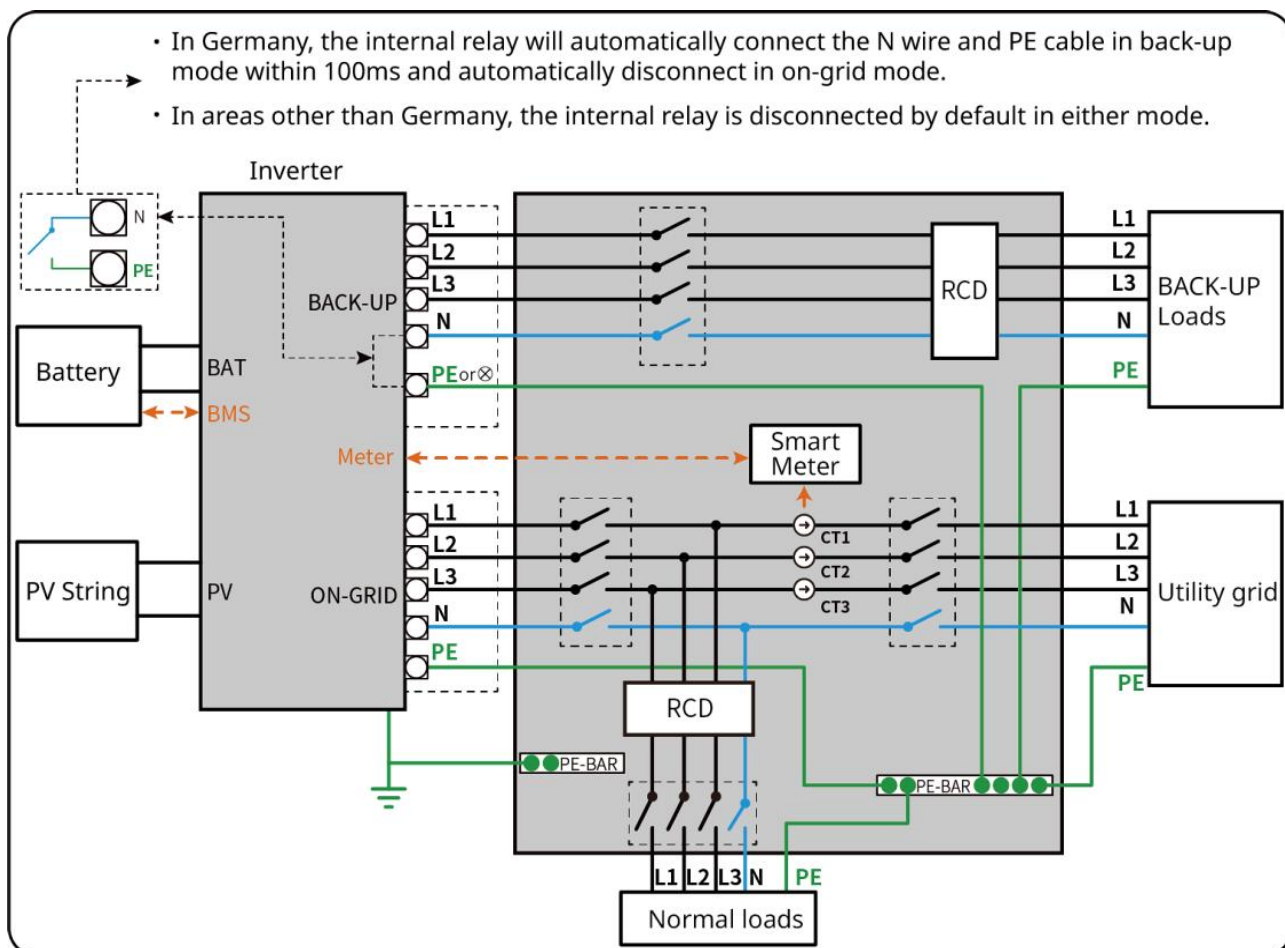 · In Germany, the internal relay will automatically connect the N wire and PE cable in back-up
mode within 100ms and automatically disconnect in on-grid mode.
· In areas other than Germany, the internal relay is disconnected by default in either mode.
Inverter
N
PE
L1
L2
L3
BACK-UP
N
PE or ⊗
RCD
L1
L2
L3
N
PE
BACK-UP
Loads
Battery
BAT
BMS
Meter
Smart
Meter
PV String
PV
L1
L2
L3
ON-GRID
N
PE
CT1
CT2
CT3
L1
L2
L3
N
PE
Utility grid
RCD
PE-BAR
PE-BAR
L1 L2 L3 N PE
Normal loads